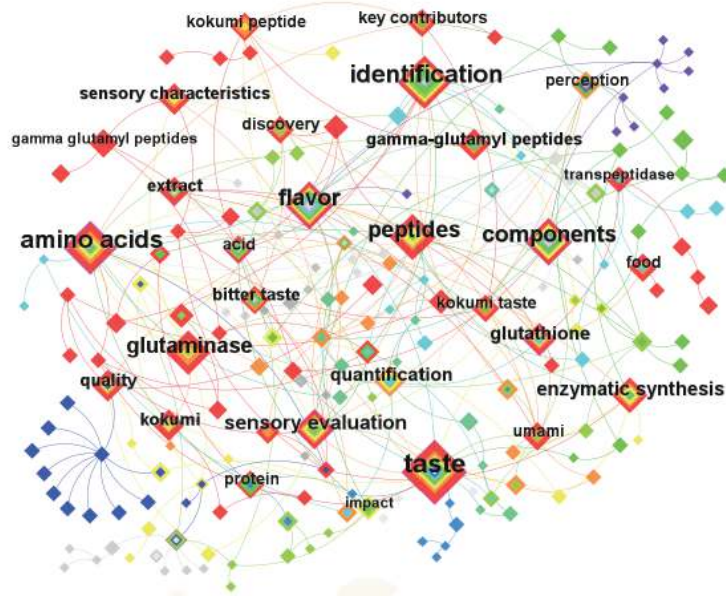 kokumi peptide
key contributors
identification
perception
sensory characteristics
discovery
gamma glutamyl peptides
gamma-glutamyl peptides
transpeptidase
extract
flavor
peptides
components
amino acids
acid
food
bitter taste
kokumi taste
glutathione
glutaminase
quality
quantification
enzymatic synthesis
kokumi
sensory evaluation
umami
taste
protein
impact